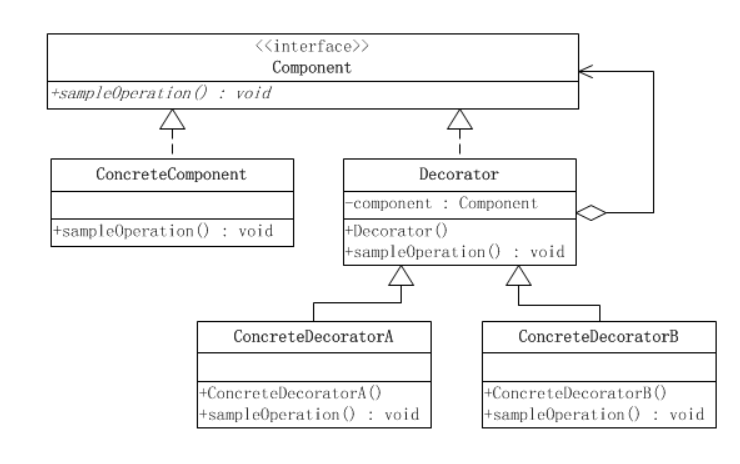 <<interface>>
Component
+sampleOperation() : void
ConcreteComponent
+sampleOperation() : void
Decorator
-component : Component
+Decorator()
+sampleOperation() : void
ConcreteDecoratorA
+ConcreteDecoratorA()
+sampleOperation() : void
ConcreteDecoratorB
+ConcreteDecoratorB()
+sampleOperation() : void